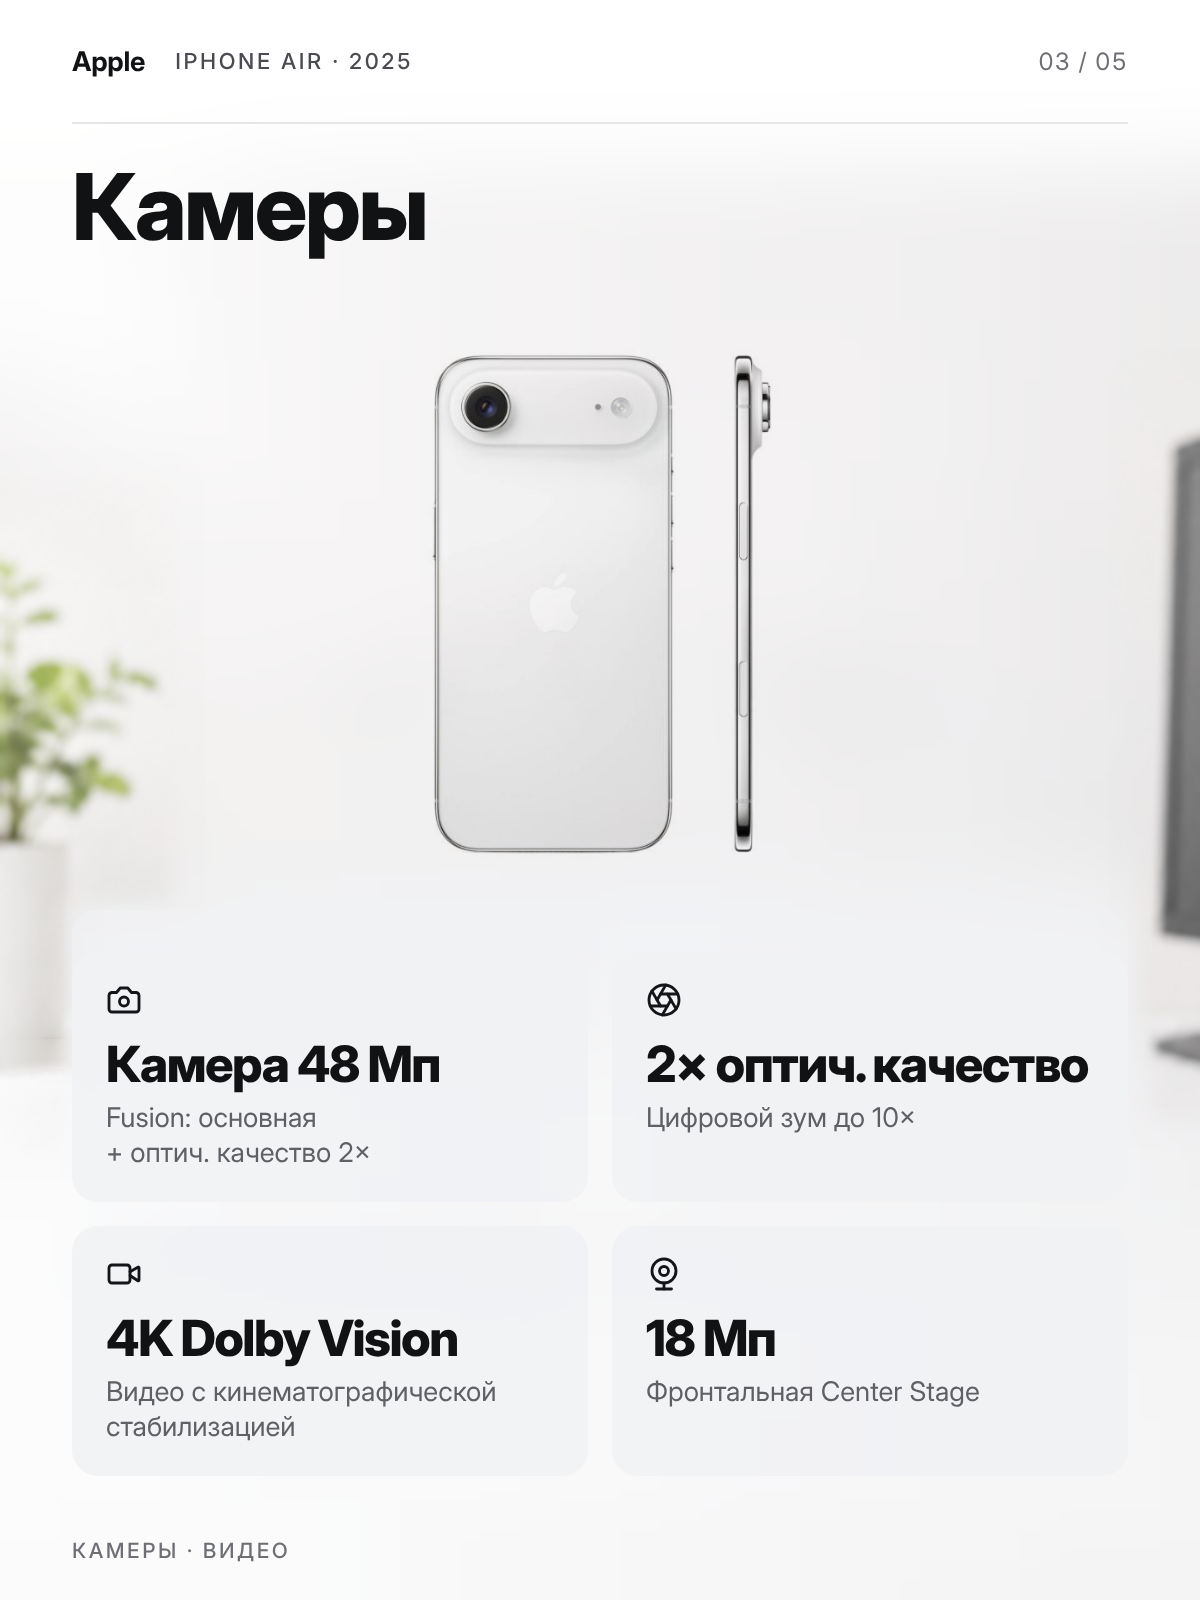 Apple IPHONE AIR · 2025 03 / 05
Камеры
Камера 48 Мп
Fusion: основная
+ оптич. качество 2×
2× оптич. качество
Цифровой зум до 10×
4K Dolby Vision
Видео с кинематографической
стабилизацией
18 Мп
Фронтальная Center Stage
КАМЕРЫ · ВИДЕО